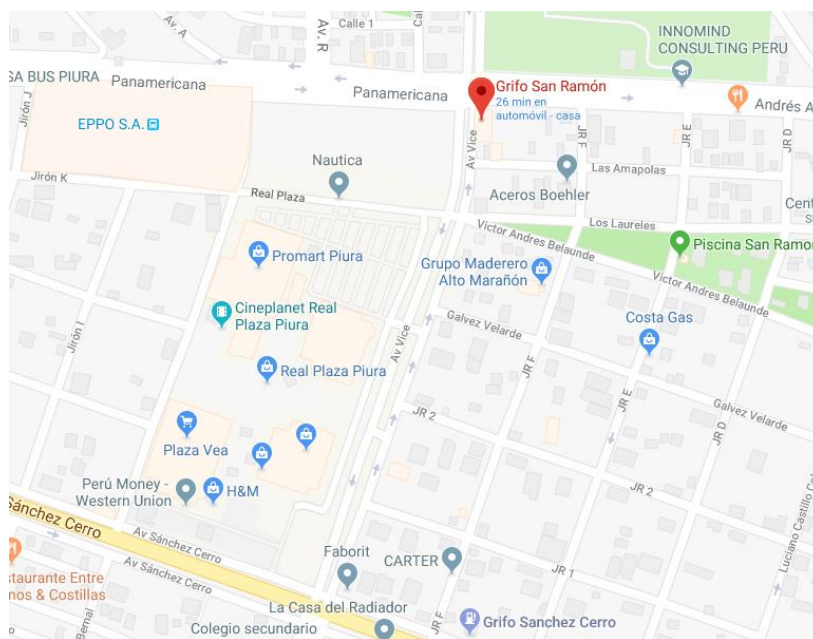 Calle 1
Av. A
Av. R
INNOMIND
CONSULTING PERU
SA BUS PIURA
Panamericana
Panamericana
Grifo San Ramón
26 min en
automóvil - casa
Andrés A
Jirón J
EPPO S.A.
Av Vice
JR F
JR E
JR D
Nautica
Las Amapolas
Jirón K
Real Plaza
Aceros Boehler
Cent
Los Laureles
Victor Andres Belaunde
Piscina San Ramon
Promart Piura
Grupo Maderero
Alto Marañón
Victor Andres Belaunde
Cineplanet Real
Plaza Piura
Galvez Velarde
Costa Gas
Jirón I
Av Vice
Real Plaza Piura
JR F
JR E
JR 2
Galvez Velarde
JR D
Plaza Vea
Perú Money -
Western Union
H&M
JR 2
Sánchez Cerro
Av Sánchez Cerro
Luciano Castillo Col
Av Sánchez Cerro
Faborit
CARTER
JR 1
staurante Entre
nos & Costillas
Bernal
La Casa del Radiador
JR F
Grifo Sanchez Cerro
Colegio secundario